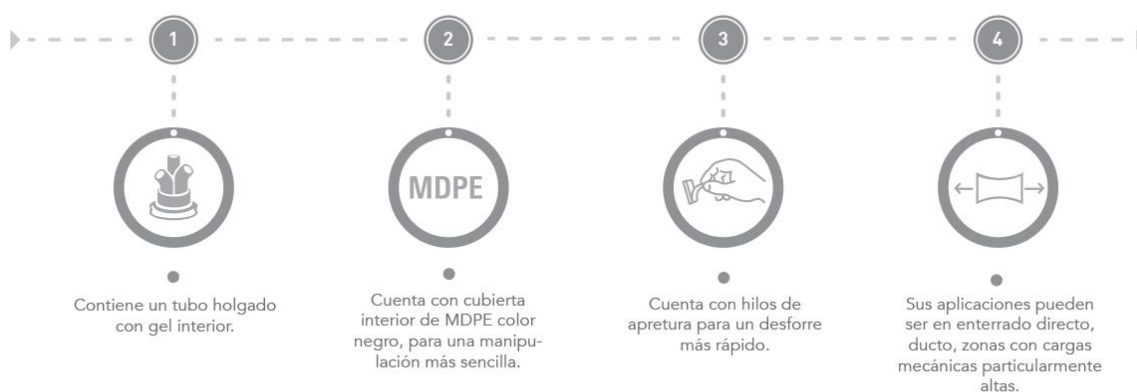 1
2
3
4
MDPE
Contiene un tubo holgado
con gel interior.
Cuenta con cubierta
interior de MDPE color
negro, para una manipu-
lación más sencilla.
Cuenta con hilos de
apretura para un desforre
más rápido.
Sus aplicaciones pueden
ser en enterrado directo,
ducto, zonas con cargas
mecánicas particularmente
altas.